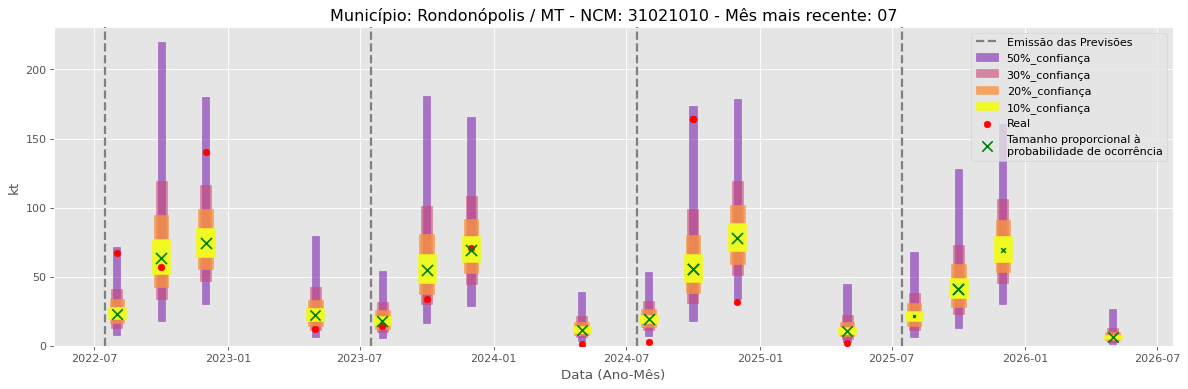 Município: Rondonópolis / MT - NCM: 31021010 - Mês mais recente: 07
Emissão das Previsões
50%_confiança
30%_confiança
20%_confiança
10%_confiança
Real
Tamanho proporcional à
probabilidade de ocorrência
kt
200
150
100
50
0
2022-07
2023-01
2023-07
2024-01
2024-07
2025-01
2025-07
2026-01
2026-07
Data (Ano-Mês)